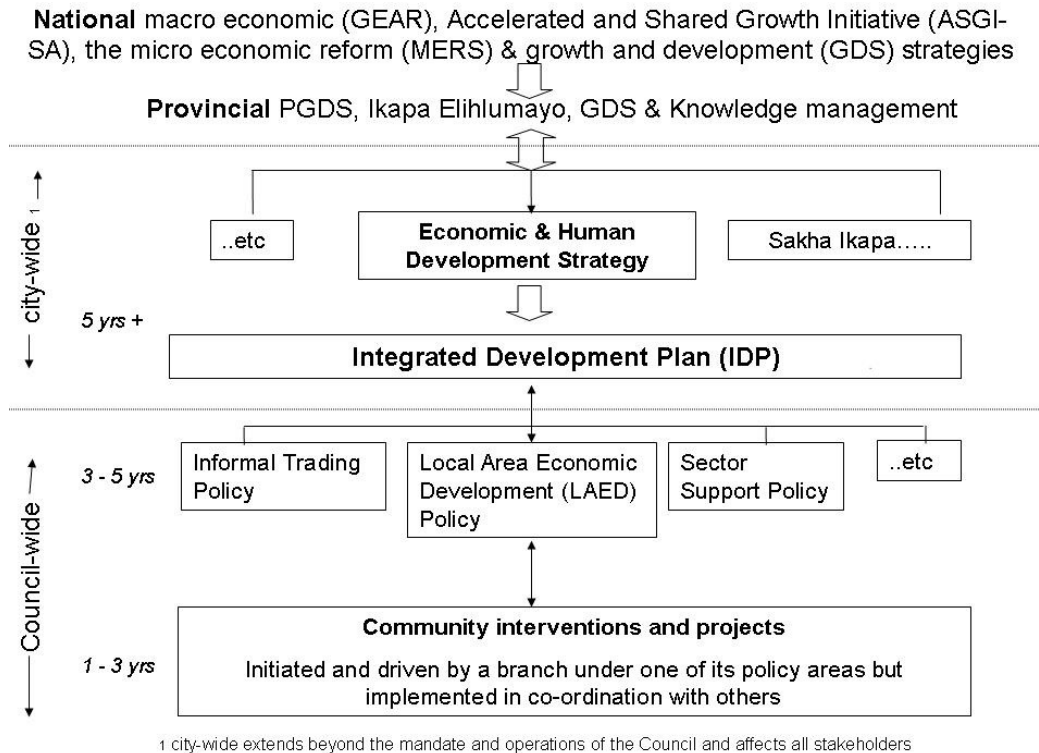 National macro economic (GEAR), Accelerated and Shared Growth Initiative (ASGI-
SA), the micro economic reform (MERS) & growth and development (GDS) strategies
Provincial PGDS, Ikapa Elihlumayo, GDS & Knowledge management
city-wide 1
..etc
Economic & Human
Development Strategy
Sakha Ikapa.....
5 yrs +
Integrated Development Plan (IDP)
Council-wide
3 - 5 yrs
Informal Trading
Policy
Local Area Economic
Development (LAED)
Policy
Sector
Support Policy
..etc
Community interventions and projects
1 - 3 yrs
Initiated and driven by a branch under one of its policy areas but
implemented in co-ordination with others
1 city-wide extends beyond the mandate and operations of the Council and affects all stakeholders